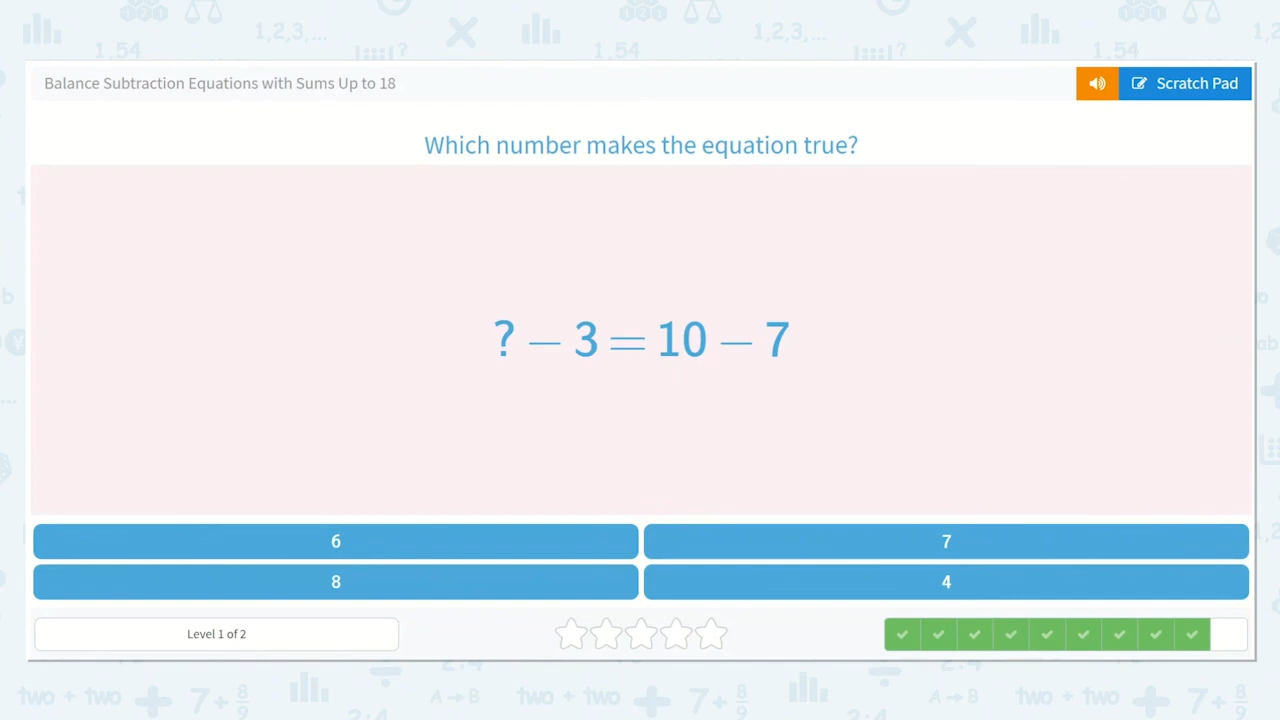 Balance Subtraction Equations with Sums Up to 18
Scratch Pad
Which number makes the equation true?
? − 3 = 10 − 7
6
7
8
4
Level 1 of 2